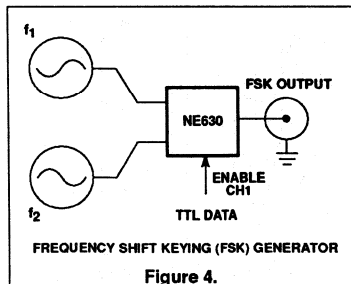 f1
FSK OUTPUT
NE630
ENABLE
CH1
f2
TTL DATA
FREQUENCY SHIFT KEYING (FSK) GENERATOR
Figure 4.